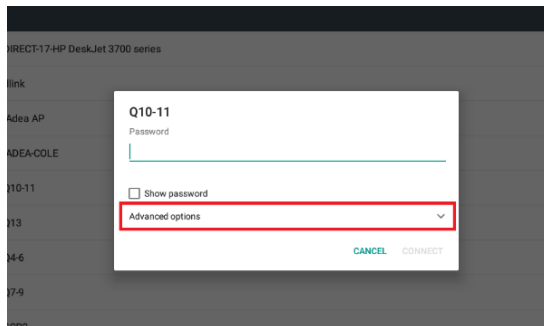 DIRECT-17-HP DeskJet 3700 series
llink
Adea AP
ADEA-COLE
Q10-11
Q13
Q4-6
Q7-9
Q10-11
Password
Show password
Advanced options
CANCEL CONNECT